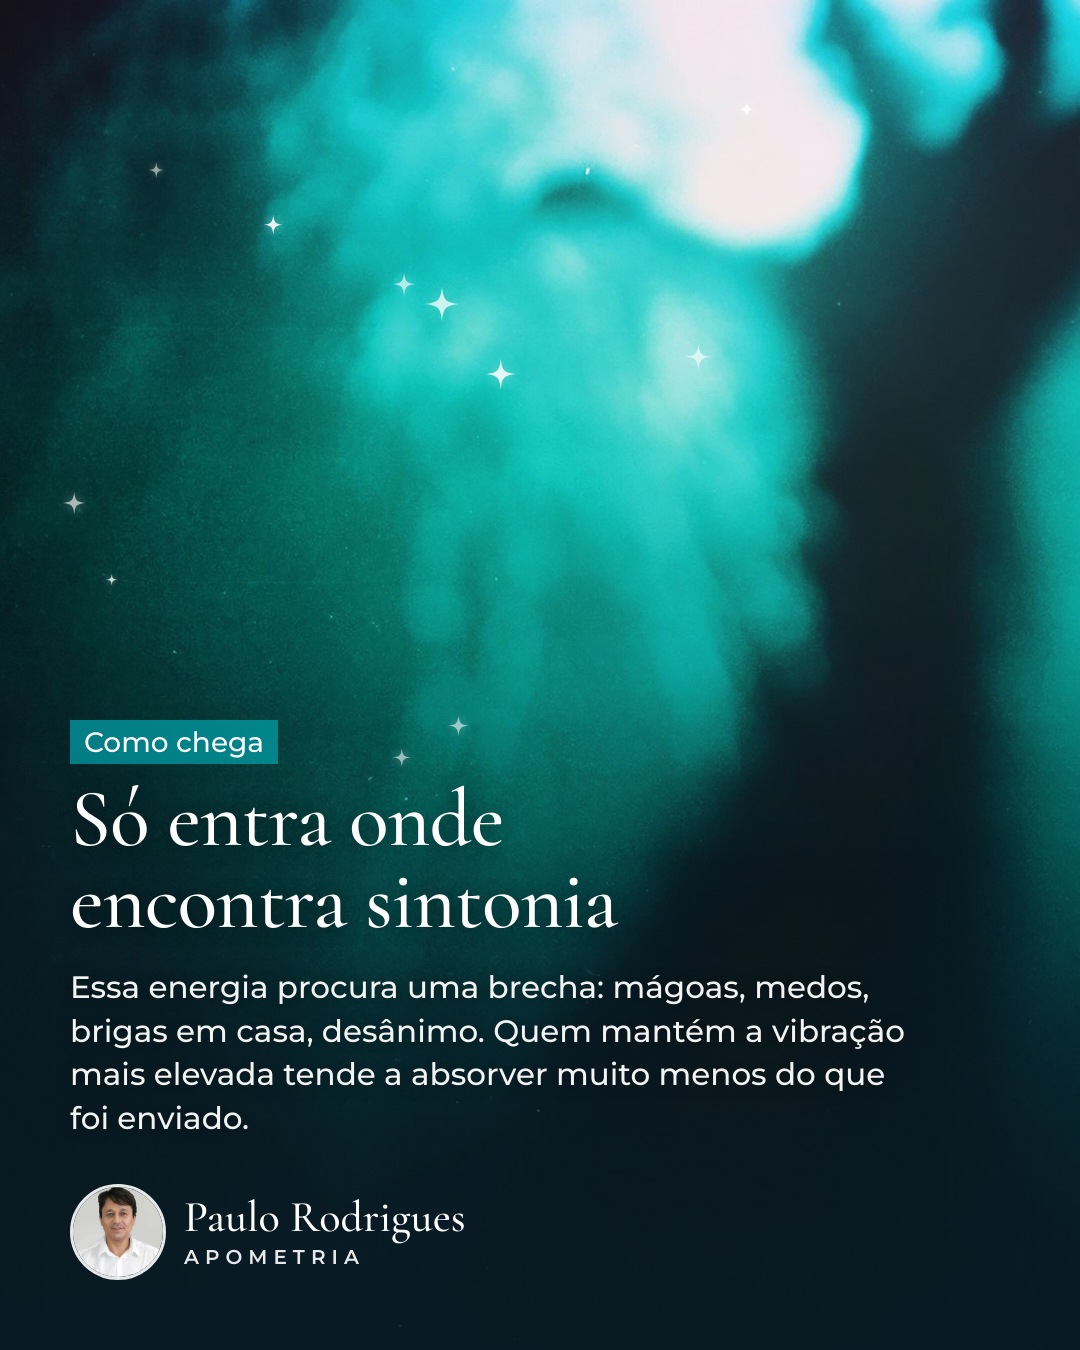 Como chega
Só entra onde
encontra sintonia
Essa energia procura uma brecha: mágoas, medos,
brigas em casa, desânimo. Quem mantém a vibração
mais elevada tende a absorver muito menos do que
foi enviado.
Paulo Rodrigues
APOMETRIA